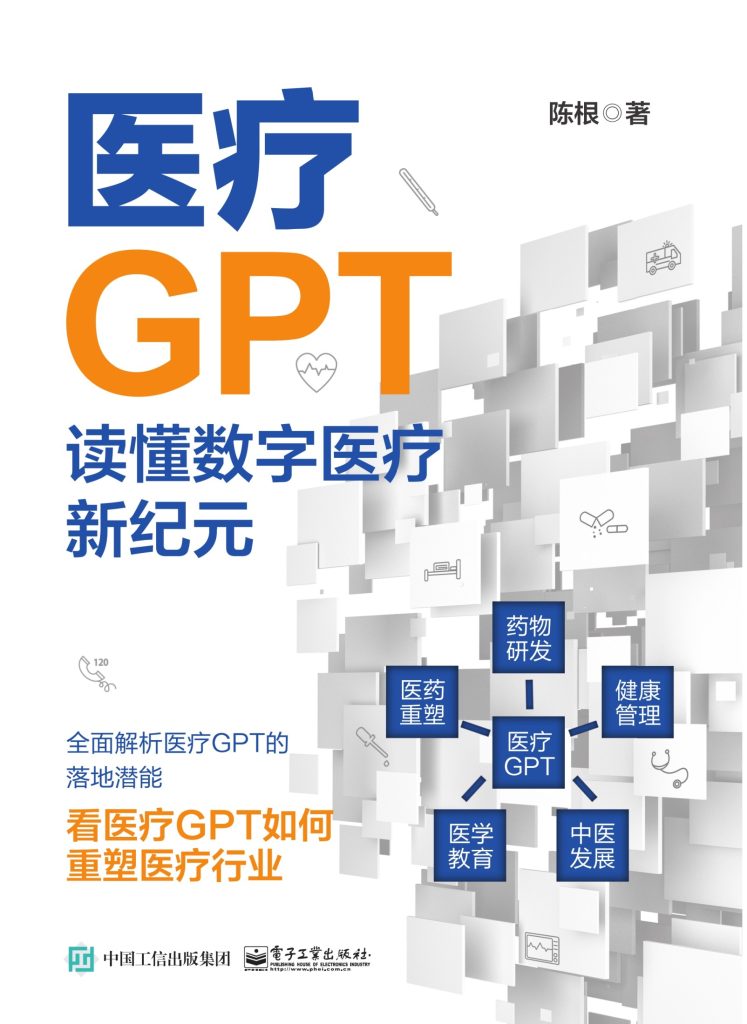 陈根◎著
医疗
GPT
读懂数字医疗
新纪元
120
药物
研发
医药
重塑
健康
管理
医疗
GPT
医学
教育
中医
发展
全面解析医疗GPT的
落地潜能
看医疗GPT如何
重塑医疗行业
中国工信出版集团
電子工業出版社
PHEI
PUBLISHING HOUSE OF ELECTRONICS INDUSTRY
http://www.phei.com.cn